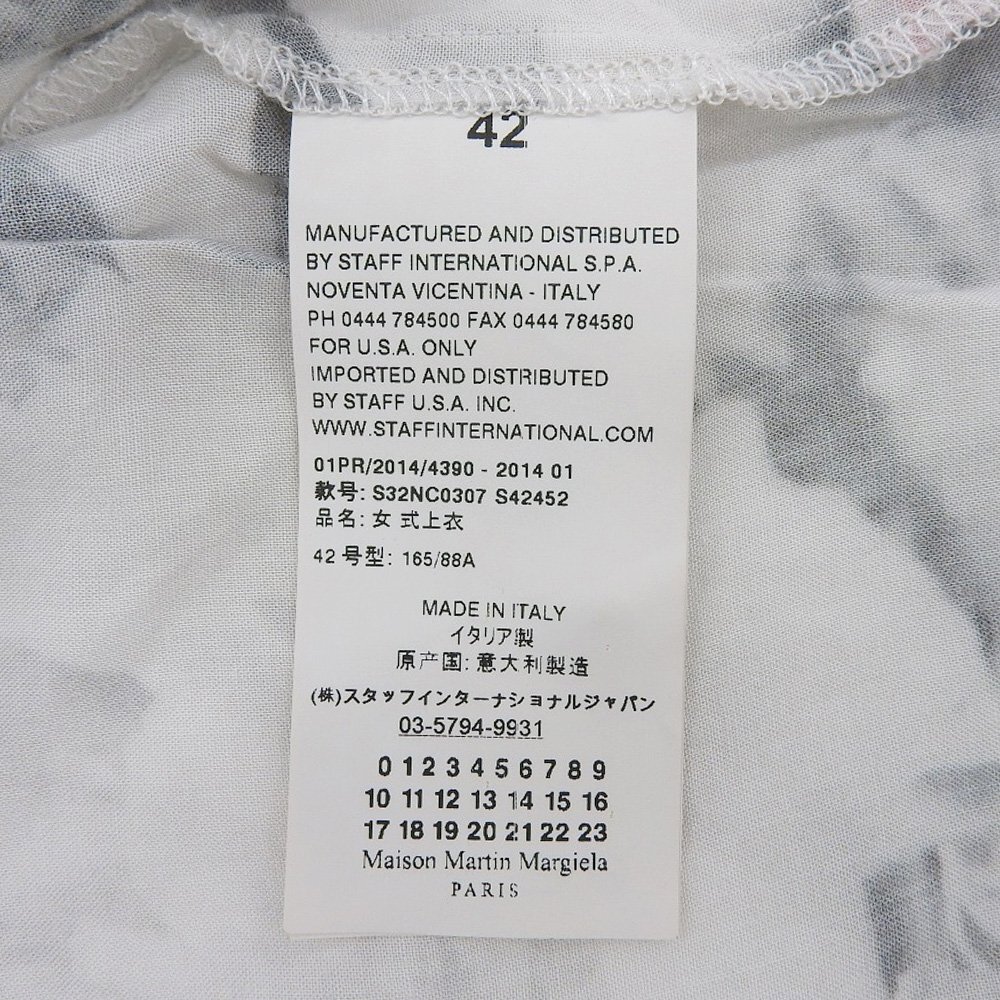 42
MANUFACTURED AND DISTRIBUTED
BY STAFF INTERNATIONAL S.P.A.
NOVENTA VICENTINA - ITALY
PH 0444 784500 FAX 0444 784580
FOR U.S.A. ONLY
IMPORTED AND DISTRIBUTED
BY STAFF U.S.A. INC.
WWW.STAFFINTERNATIONAL.COM
01PR/2014/4390 - 2014 01
款号: S32NC0307 S42452
品名: 女式上衣
42 号型: 165/88A
MADE IN ITALY
イタリア製
原产国: 意大利製造
(株)スタッフインターナショナルジャパン
03-5794-9931
0 1 2 3 4 5 6 7 8 9
10 11 12 13 14 15 16
17 18 19 20 21 22 23
Maison Martin Margiela
PARIS